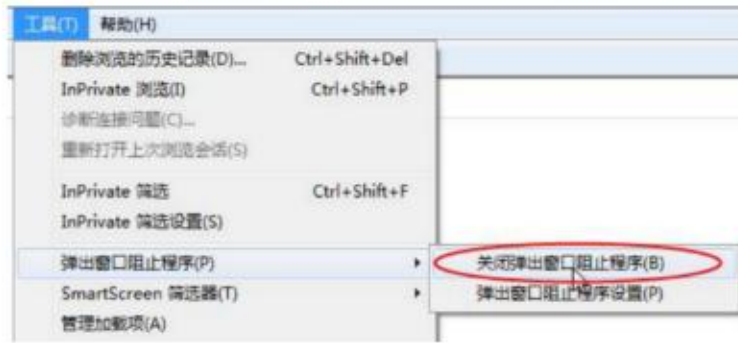 工具(T) 帮助(H)
删除浏览的历史记录(D)... Ctrl+Shift+Del
InPrivate 浏览(I) Ctrl+Shift+P
诊断连接问题(C)...
重新打开上次浏览会话(S)
InPrivate 筛选 Ctrl+Shift+F
InPrivate 筛选设置(S)
弹出窗口阻止程序(P) 关闭弹出窗口阻止程序(B)
SmartScreen 筛选器(T) 弹出窗口阻止程序设置(P)
管理加载项(A)